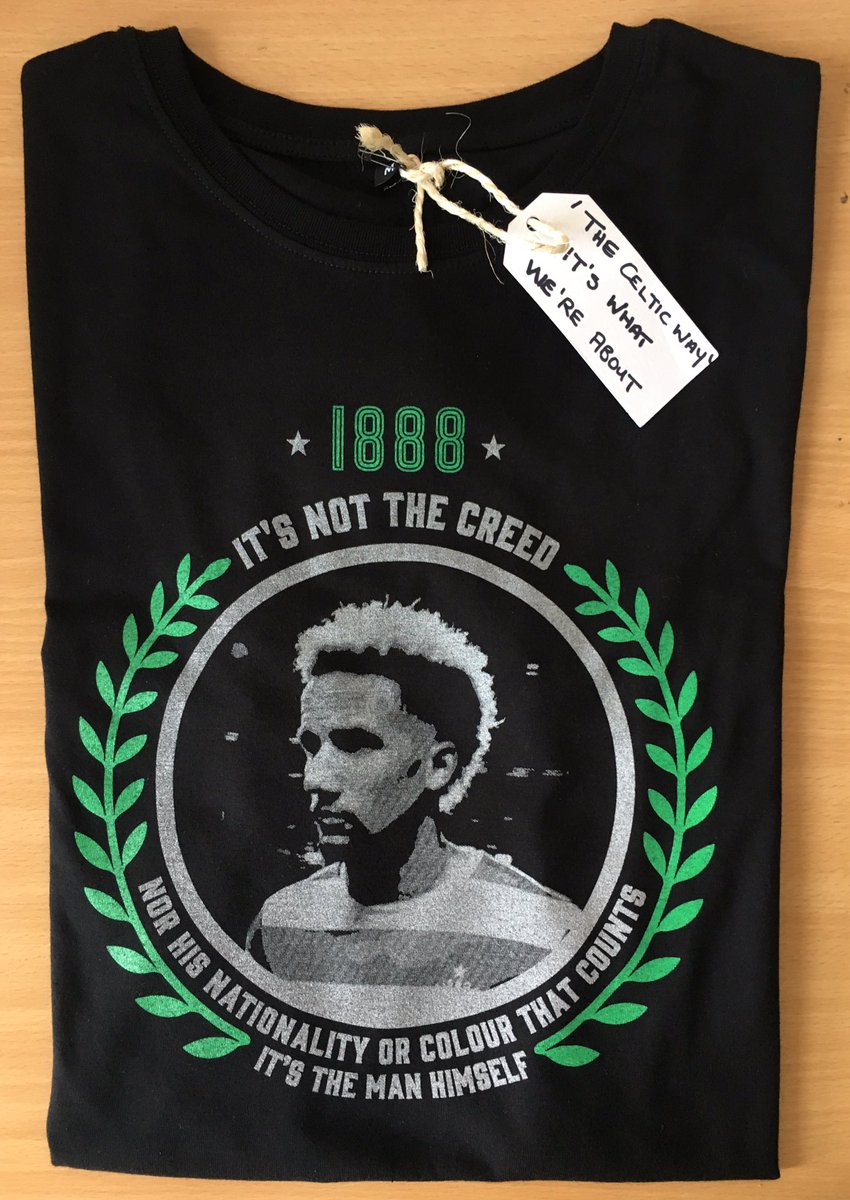 ' THE CELTIC WAY'
IT'S WHAT
WE'RE ABOUT
1888
IT'S NOT THE CREED
NOR HIS NATIONALITY OR COLOUR THAT COUNTS
IT'S THE MAN HIMSELF